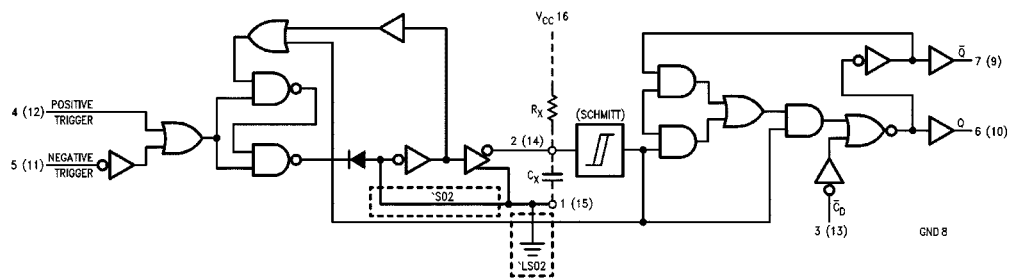 VCC 16
Q̄
7 (9)
4 (12) POSITIVE
TRIGGER
RX
(SCHMITT)
Q
6 (10)
5 (11) NEGATIVE
TRIGGER
2 (14)
CX
'S02
1 (15)
C̄D
3 (13)
GND 8
'LS02